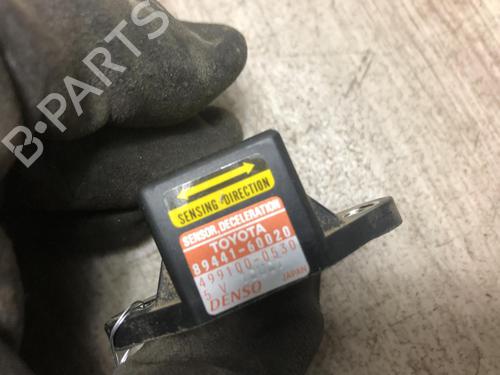 B-PARTS
SENSING DIRECTION
SENSOR, DECELERATION
TOYOTA
89441-60020
499100-0530
5 V
DENSO JAPAN